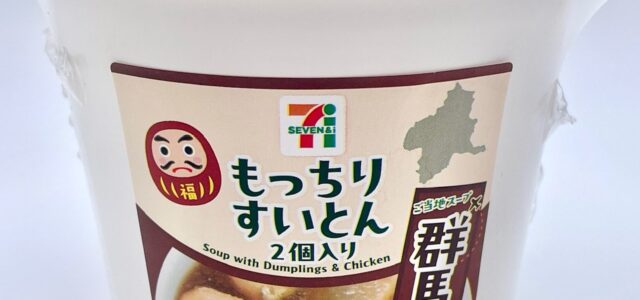 7i
SEVEN&i
福
もっちり
すいとん
2個入り
Soup with Dumplings & Chicken
ご当地スープ
群馬